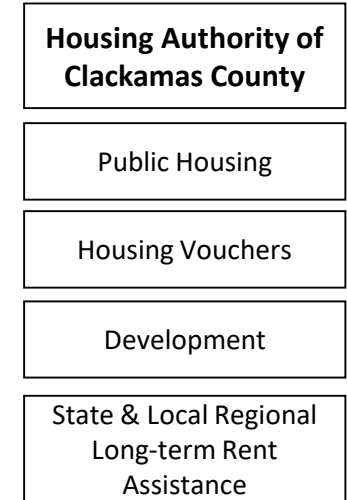 Housing Authority of
Clackamas County
Public Housing
Housing Vouchers
Development
State & Local Regional
Long-term Rent
Assistance